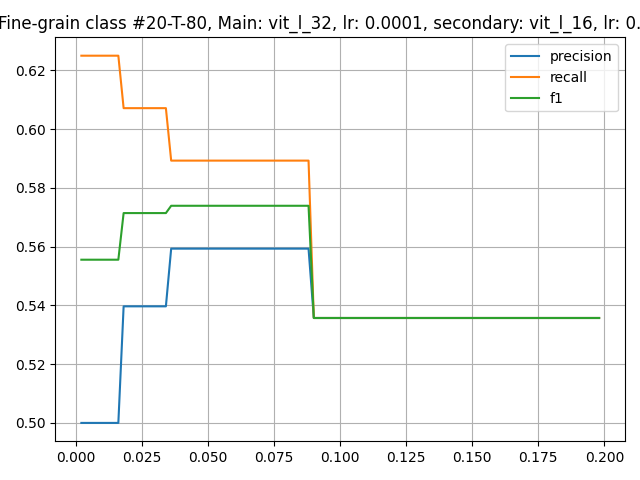 Fine-grain class #20-T-80, Main: vit_l_32, lr: 0.0001, secondary: vit_l_16, lr: 0.
precision
recall
f1
0.62
0.60
0.58
0.56
0.54
0.52
0.50
0.000 0.025 0.050 0.075 0.100 0.125 0.150 0.175 0.200